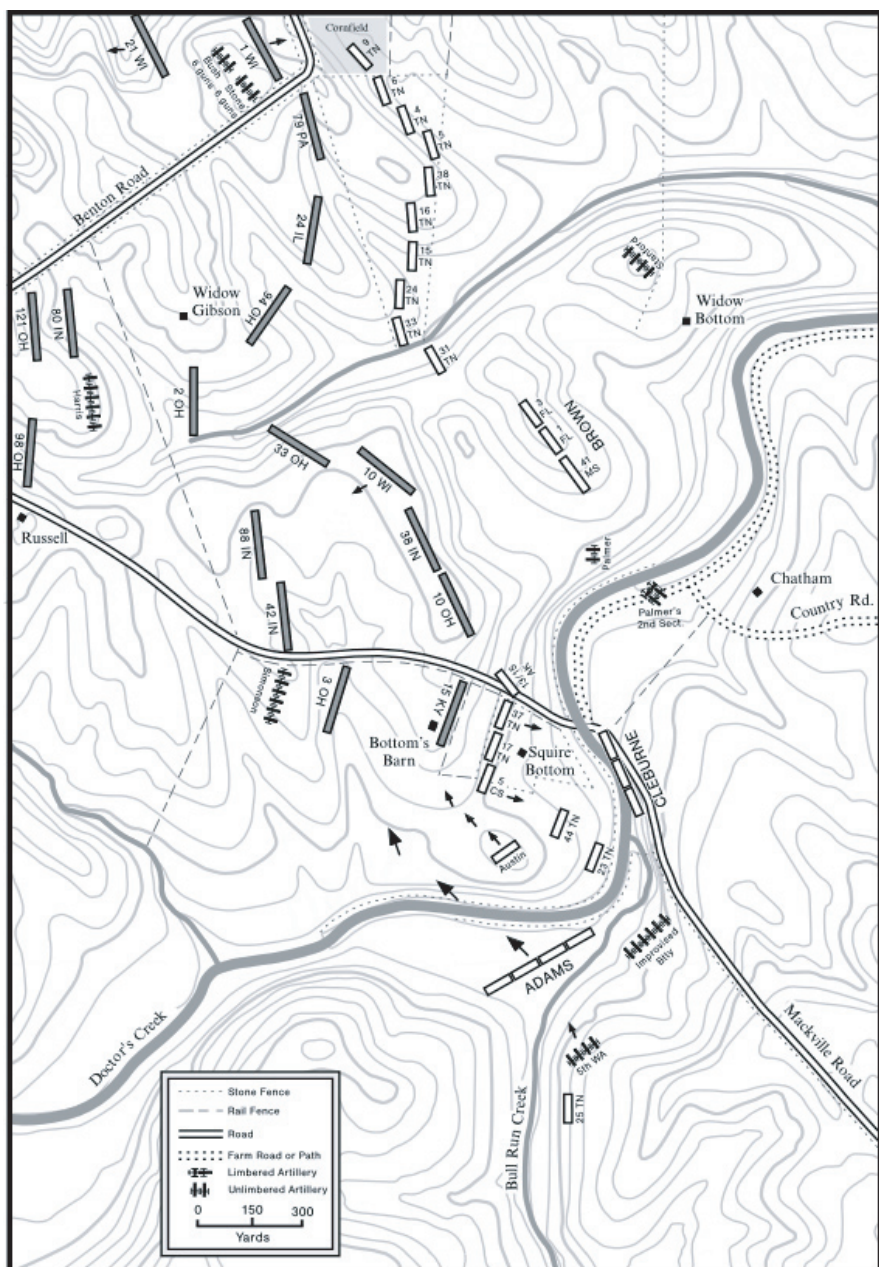 21 WI
1 WI
Bush
6 guns
Stone,
6 guns
Cornfield
9
TN
6
TN
4
TN
5
TN
79 PA
38
TN
Benton Road
24 IL
16
TN
15
TN
Stanford
24
TN
Widow
Gibson
94 OH
33
TN
Widow
Bottom
121 OH
80 IN
31
TN
Harris
2 OH
3
FL
1
FL
41
MS
BROWN
98 OH
33 OH
10 WI
Russell
88 IN
38 IN
Palmer
Chatham
10 OH
Palmer's
2nd Sect.
Country Rd.
42 IN
Simonson
3 OH
15 KY
13/15 AK
37
TN
Bottom's
Barn
17
TN
Squire
Bottom
CLEBURNE
5
CS
44 TN
Austin
23 TN
Improvised
Btty
ADAMS
Doctor's Creek
Mackville Road
5th WA
25 TN
Bull Run Creek
Stone Fence
Rail Fence
Road
Farm Road or Path
Limbered Artillery
Unlimbered Artillery
0 150 300
Yards